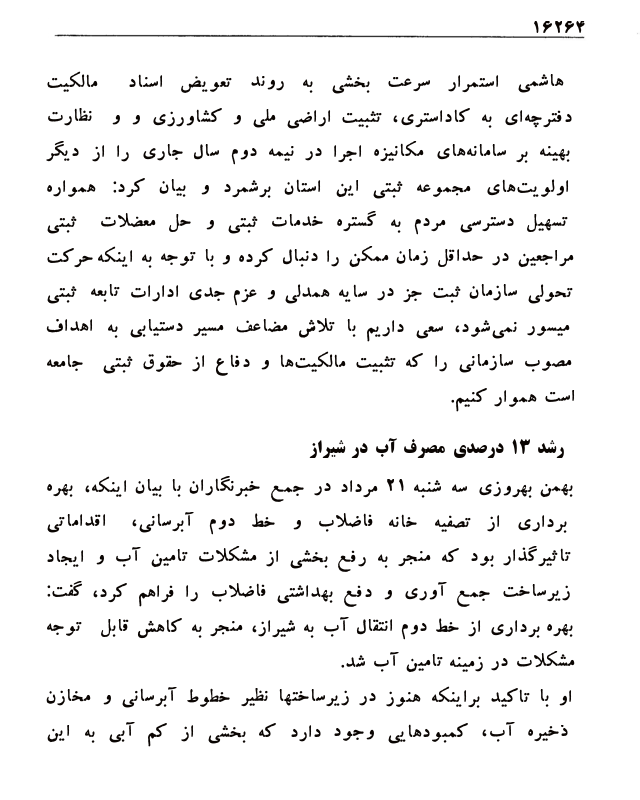 ۱۶۲۶۴
هاشمی استمرار سرعت بخشی به روند تعویض اسناد مالکیت
دفترچه‌ای به کاداستری، تثبیت اراضی ملی و کشاورزی و و نظارت
بهینه بر سامانه‌های مکانیزه اجرا در نیمه دوم سال جاری را از دیگر
اولویت‌های مجموعه ثبتی این استان برشمرد و بیان کرد: همواره
تسهیل دسترسی مردم به گستره خدمات ثبتی و حل معضلات ثبتی
مراجعین در حداقل زمان ممکن را دنبال کرده و با توجه به اینکه حرکت
تحولی سازمان ثبت جز در سایه همدلی و عزم جدی ادارات تابعه ثبتی
میسور نمی‌شود، سعی داریم با تلاش مضاعف مسیر دستیابی به اهداف
مصوب سازمانی را که تثبیت مالکیت‌ها و دفاع از حقوق ثبتی جامعه
است هموار کنیم.
رشد ۱۳ درصدی مصرف آب در شیراز
بهمن بهروزی سه شنبه ۲۱ مرداد در جمع خبرنگاران با بیان اینکه، بهره
برداری از تصفیه خانه فاضلاب و خط دوم آبرسانی، اقداماتی
تاثیرگذار بود که منجر به رفع بخشی از مشکلات تامین آب و ایجاد
زیرساخت جمع آوری و دفع بهداشتی فاضلاب را فراهم کرد، گفت:
بهره برداری از خط دوم انتقال آب به شیراز، منجر به کاهش قابل توجه
مشکلات در زمینه تامین آب شد.
او با تاکید براینکه هنوز در زیرساختها نظیر خطوط آبرسانی و مخازن
ذخیره آب، کمبودهایی وجود دارد که بخشی از کم آبی به این